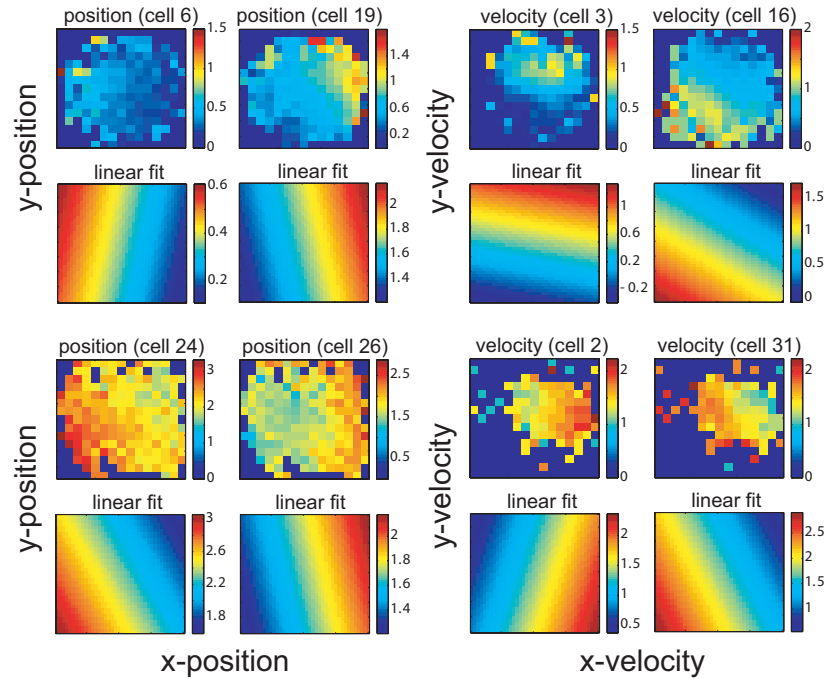 position (cell 6)
position (cell 19)
velocity (cell 3)
velocity (cell 16)
y-position
1.5
1
0.5
0
1.6
1.2
0.8
0.4
0.2
y-velocity
1.5
1
0.5
0
2
1.5
1
0.5
0
linear fit
linear fit
linear fit
linear fit
0.6
0.4
0.2
2
1.8
1.6
1.4
1.2
1
0.6
0.2
- 0.2
1.5
1
0.5
0
position (cell 24)
position (cell 26)
velocity (cell 2)
velocity (cell 31)
y-position
3
2
1
0
2.5
1.5
0.5
y-velocity
2
1
0
2
1
0
linear fit
linear fit
linear fit
linear fit
3
2.6
2.2
1.8
2
1.8
1.6
1.4
2
1
0
2.5
2
1.5
1
x-position
x-velocity